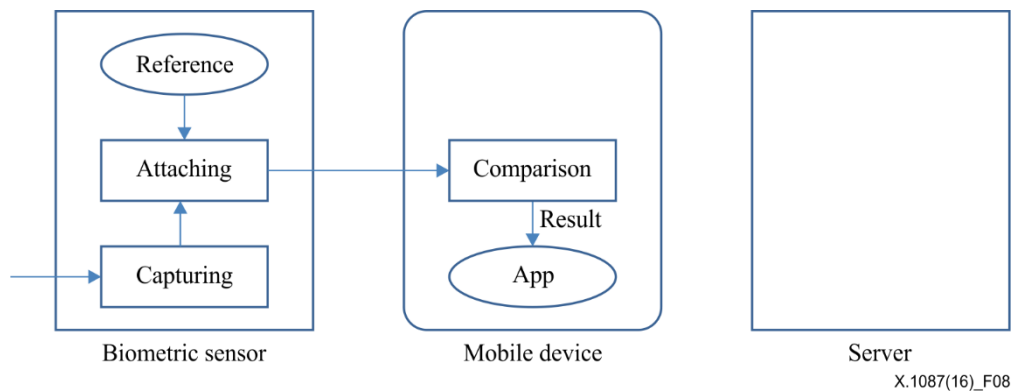 Reference
Attaching
Capturing
Biometric sensor
Comparison
Result
App
Mobile device
Server
X.1087(16)_F08